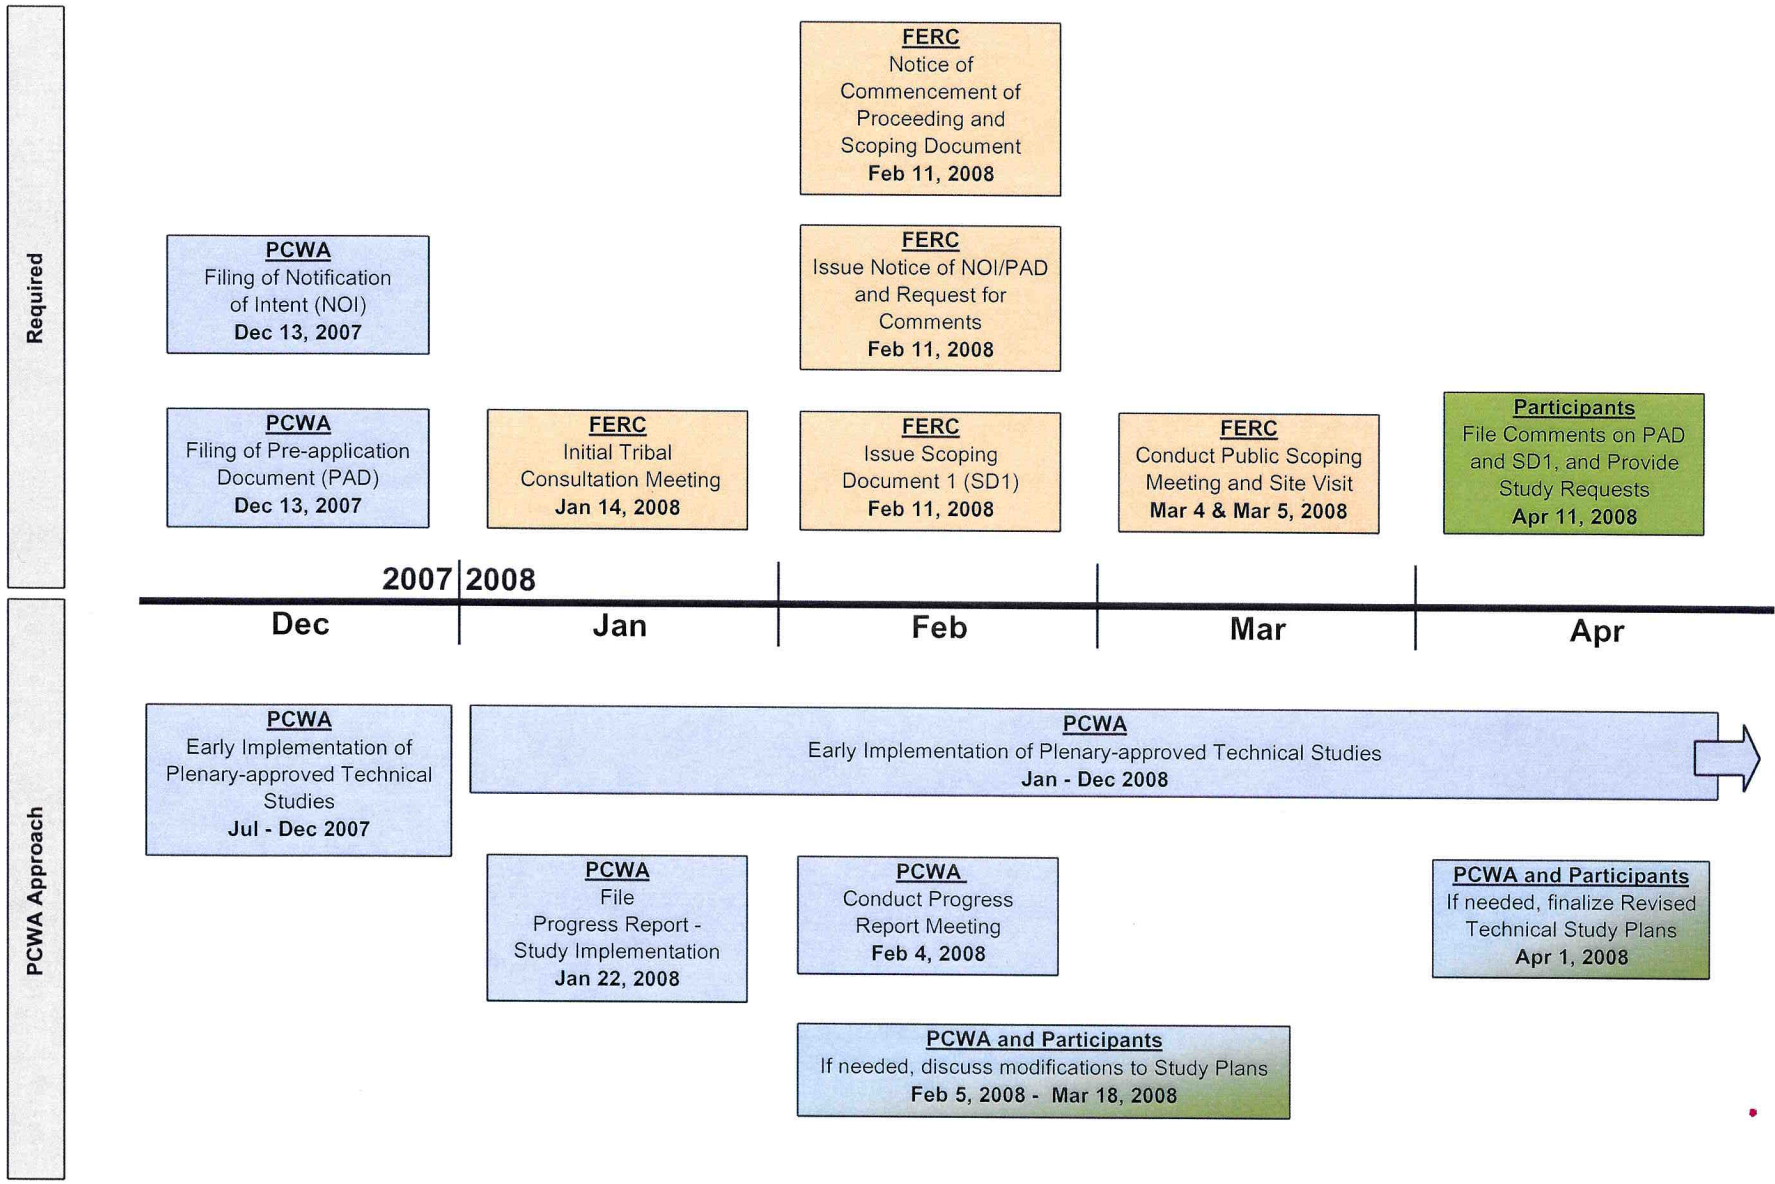 Required
FERC
Notice of
Commencement of
Proceeding and
Scoping Document
Feb 11, 2008
PCWA
Filing of Notification
of Intent (NOI)
Dec 13, 2007
FERC
Issue Notice of NOI/PAD
and Request for
Comments
Feb 11, 2008
PCWA
Filing of Pre-application
Document (PAD)
Dec 13, 2007
FERC
Initial Tribal
Consultation Meeting
Jan 14, 2008
FERC
Issue Scoping
Document 1 (SD1)
Feb 11, 2008
FERC
Conduct Public Scoping
Meeting and Site Visit
Mar 4 & Mar 5, 2008
Participants
File Comments on PAD
and SD1, and Provide
Study Requests
Apr 11, 2008
2007 2008
Dec Jan Feb Mar Apr
PCWA Approach
PCWA
Early Implementation of
Plenary-approved Technical
Studies
Jul - Dec 2007
PCWA
Early Implementation of Plenary-approved Technical Studies
Jan - Dec 2008
PCWA
File
Progress Report -
Study Implementation
Jan 22, 2008
PCWA
Conduct Progress
Report Meeting
Feb 4, 2008
PCWA and Participants
If needed, finalize Revised
Technical Study Plans
Apr 1, 2008
PCWA and Participants
If needed, discuss modifications to Study Plans
Feb 5, 2008 - Mar 18, 2008